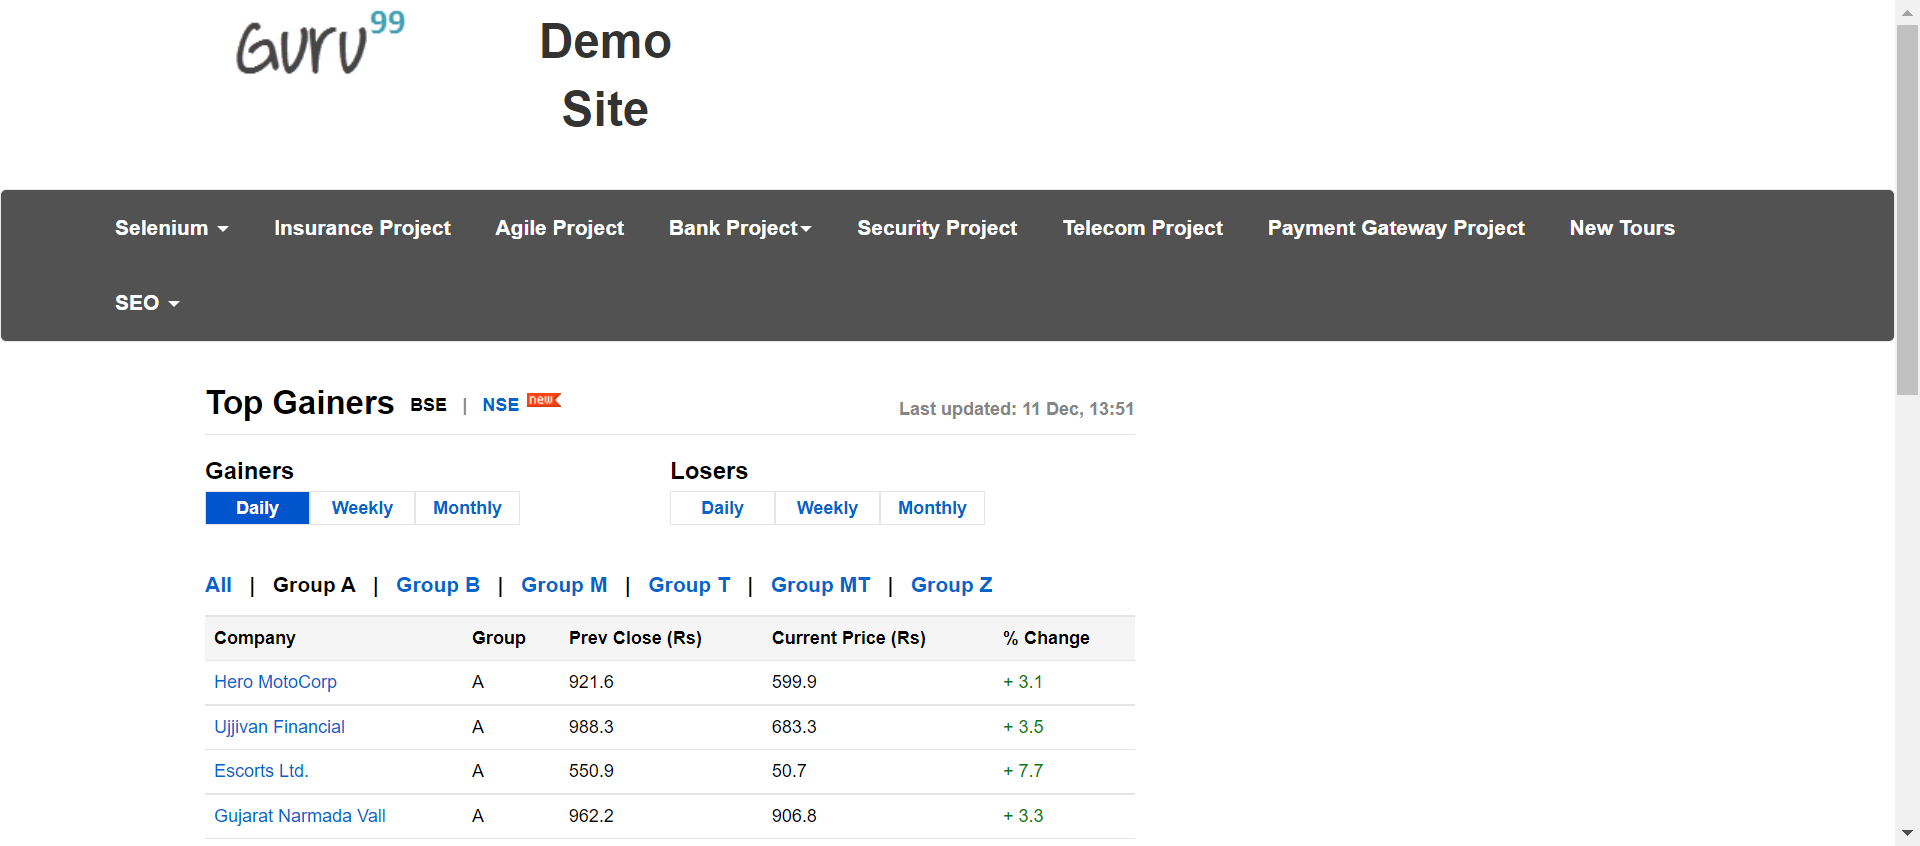 Guru99
Demo
Site
Selenium Insurance Project Agile Project Bank Project Security Project Telecom Project Payment Gateway Project New Tours
SEO
Top Gainers BSE | NSE new Last updated: 11 Dec, 13:51
Gainers Losers
Daily Weekly Monthly Daily Weekly Monthly
All | Group A | Group B | Group M | Group T | Group MT | Group Z
Company Group Prev Close (Rs) Current Price (Rs) % Change
Hero MotoCorp A 921.6 599.9 + 3.1
Ujjivan Financial A 988.3 683.3 + 3.5
Escorts Ltd. A 550.9 50.7 + 7.7
Gujarat Narmada Vall A 962.2 906.8 + 3.3